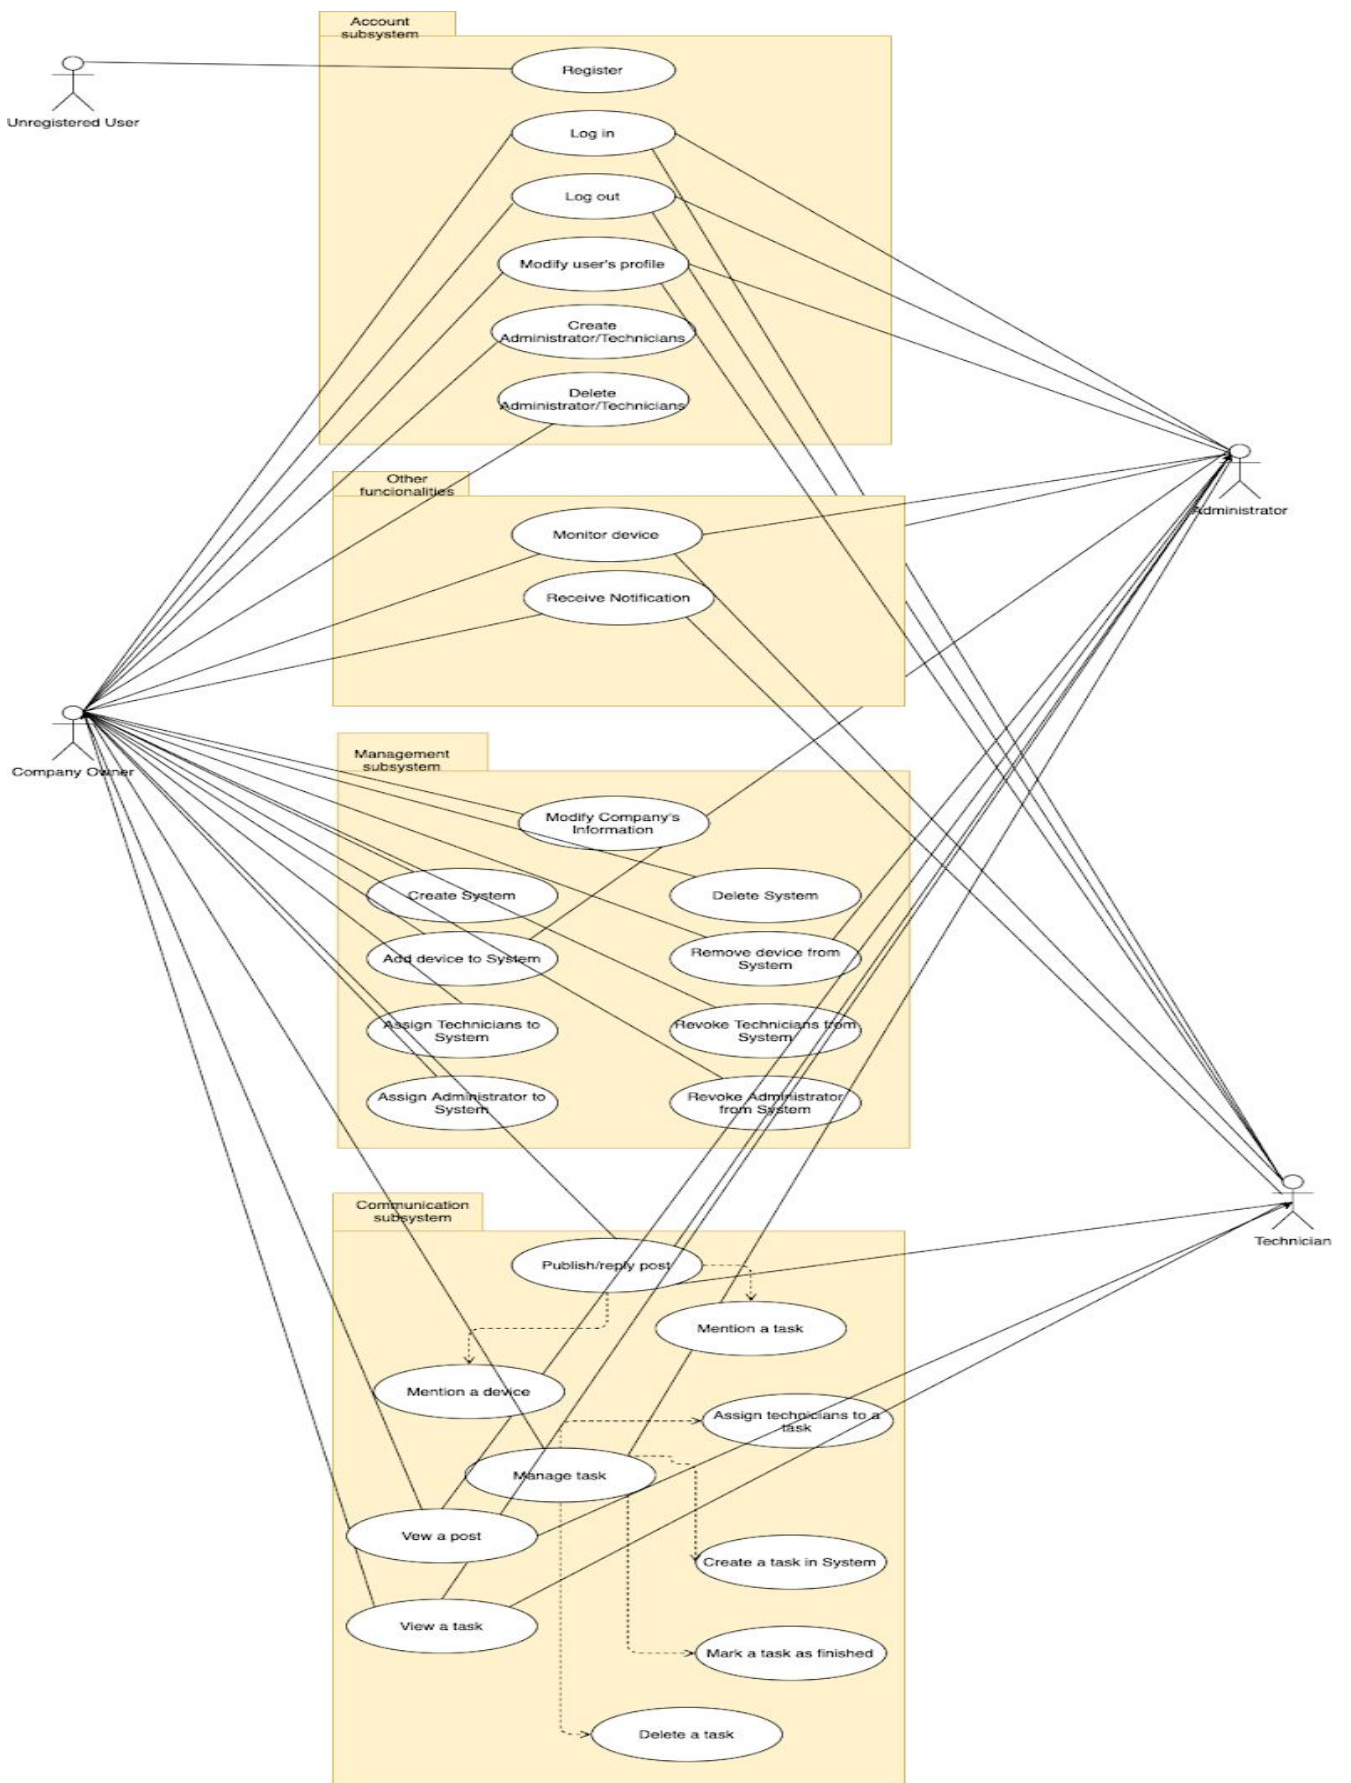 Account
subsystem
Register
Unregistered User
Log in
Log out
Modify user's profile
Create
Administrator/Technicians
Delete
Administrator/Technicians
Other
funcionalities
Administrator
Monitor device
Receive Notification
Company Owner
Management
subsystem
Modify Company's
Information
Create System
Delete System
Add device to System
Remove device from
System
Assign Technicians to
System
Revoke Technicians from
System
Assign Administrator to
System
Revoke Administrator
from System
Communication
subsystem
Technician
Publish/reply post
Mention a task
Mention a device
Assign technicians to a
task
Manage task
Vew a post
Create a task in System
View a task
Mark a task as finished
Delete a task